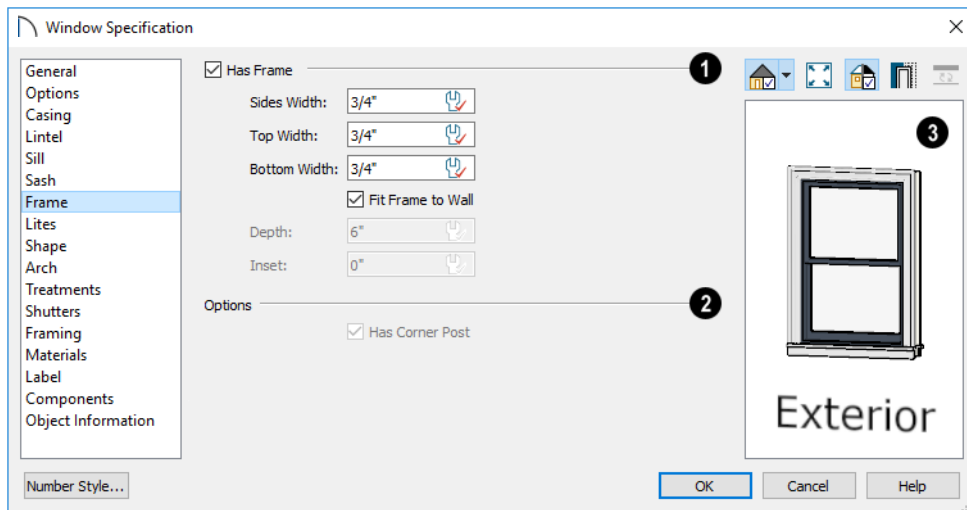 Window Specification
General
Options
Casing
Lintel
Sill
Sash
Frame
Lites
Shape
Arch
Treatments
Shutters
Framing
Materials
Label
Components
Object Information
Has Frame 1
Sides Width: 3/4"
Top Width: 3/4"
Bottom Width: 3/4"
Fit Frame to Wall
Depth: 6"
Inset: 0"
Options 2
Has Corner Post
3
Exterior
Number Style... OK Cancel Help